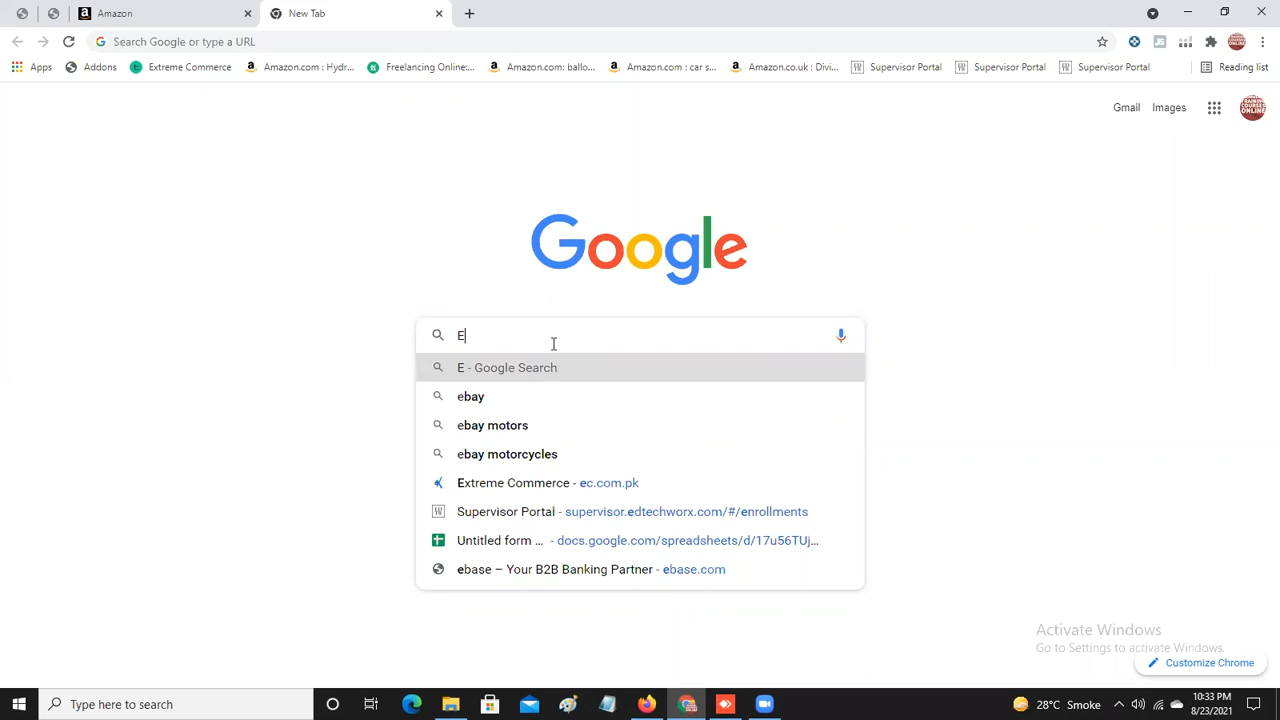 Amazon
New Tab
Search Google or type a URL
Apps
Addons
Extreme Commerce
Amazon.com : Hydr...
Freelancing Online:...
Amazon.com: ballo...
Amazon.com : car s...
Amazon.co.uk : Divi...
Supervisor Portal
Supervisor Portal
Supervisor Portal
Reading list
Gmail
Images
Google
E
E - Google Search
ebay
ebay motors
ebay motorcycles
Extreme Commerce - ec.com.pk
Supervisor Portal - supervisor.edtechworx.com/#/enrollments
Untitled form ... - docs.google.com/spreadsheets/d/17u56TUj...
ebase – Your B2B Banking Partner - ebase.com
Activate Windows
Go to Settings to activate Windows.
Customize Chrome
Type here to search
28°C Smoke
10:33 PM
8/23/2021